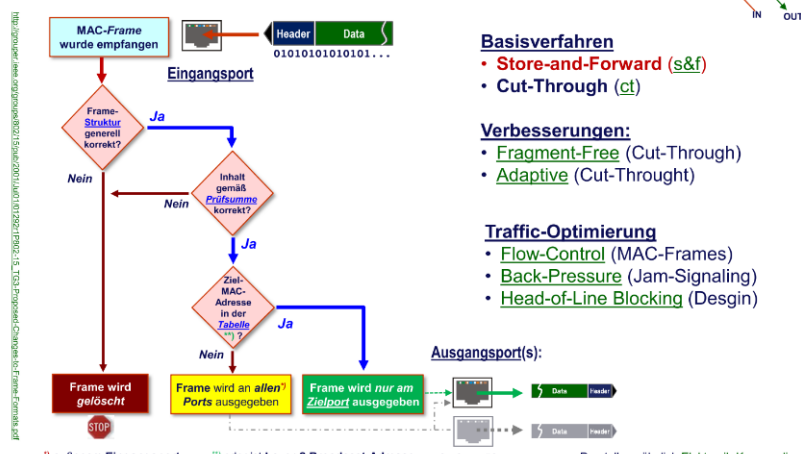 IN
OUT
MAC-Frame
wurde empfangen
Header
Data
01010101010101...
Eingangsport
Frame-
Struktur
generell
korrekt?
Ja
Nein
Inhalt
gemäß
Prüfsumme
korrekt?
Nein
Ja
Ziel-
MAC-
Adresse
in der
Tabelle
**) ?
Ja
Nein
Frame wird
gelöscht
STOP
Frame wird an allen*)
Ports ausgegeben
Frame wird nur am
Zielport ausgegeben
Ausgangsport(s):
Data
Header
Data
Header
Basisverfahren
• Store-and-Forward (s&f)
• Cut-Through (ct)
Verbesserungen:
• Fragment-Free (Cut-Through)
• Adaptive (Cut-Throught)
Traffic-Optimierung
• Flow-Control (MAC-Frames)
• Back-Pressure (Jam-Signaling)
• Head-of-Line Blocking (Desgin)